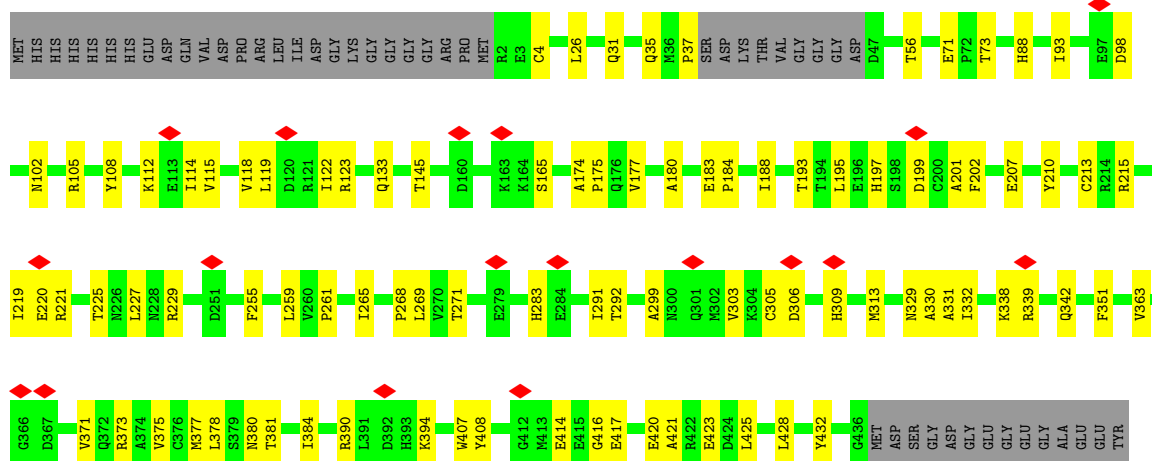 MET HIS HIS HIS HIS HIS HIS GLU ASP GLN VAL ASP PRO ARG LEU ILE ASP GLY LYS GLY GLY GLY GLY ARG PRO MET R2 E3 C4 L26 Q31 Q35 M36 P37 SER ASP LYS THR VAL GLY GLY GLY ASP D47 T56 E71 P72 T73 H88 I93 E97 D98
N102 R105 Y108 K112 E113 I114 V115 V118 L119 D120 R121 I122 R123 Q133 T145 D160 K163 K164 S165 A174 P175 Q176 V177 A180 E183 P184 I188 T193 T194 L195 E196 H197 S198 D199 C200 A201 F202 E207 Y210 C213 R214 R215
I219 E220 R221 T225 N226 L227 N228 R229 D251 F255 L259 V260 P261 I265 P268 L269 V270 T271 E279 H283 E284 I291 T292 A299 N300 Q301 M302 V303 K304 C305 D306 H309 M313 N329 A330 A331 I332 K338 R339 Q342 F351 V363
G366 D367 V371 Q372 R373 A374 V375 C376 M377 L378 S379 N380 T381 I384 R390 L391 D392 H393 K394 W407 Y408 G412 M413 E414 E415 G416 E417 E420 A421 R422 E423 D424 L425 L428 Y432 G436 MET ASP SER GLY ASP GLY GLU GLY GLU GLY ALA GLU GLU TYR